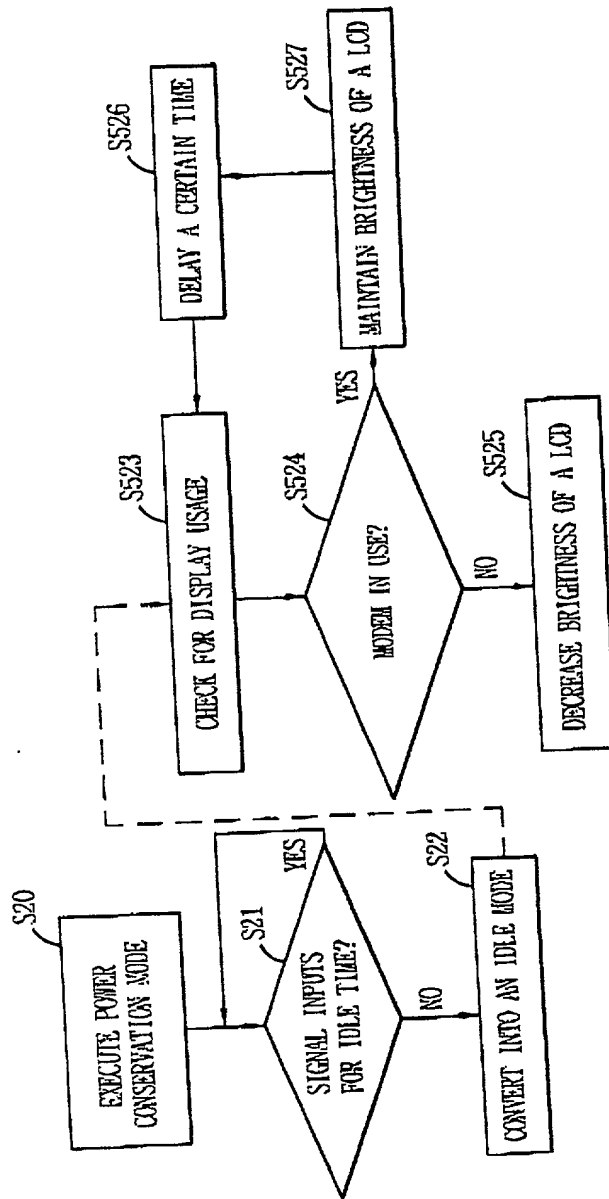 S20
EXECUTE POWER
CONSERVATION MODE
S21
SIGNAL INPUTS
FOR IDLE TIME?
YES
NO
S22
CONVERT INTO AN IDLE MODE
S523
CHECK FOR DISPLAY USAGE
S524
MODEM IN USE?
YES
NO
S525
DECREASE BRIGHTNESS OF A LCD
S526
DELAY A CERTAIN TIME
S527
MAINTAIN BRIGHTNESS OF A LCD